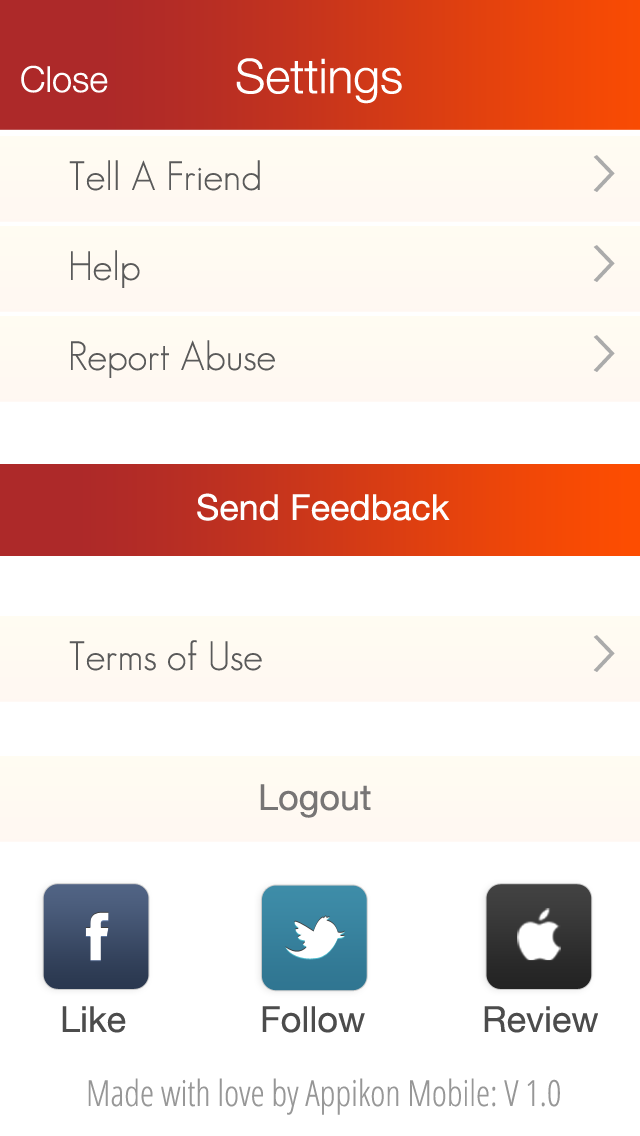 Close
Settings
Tell A Friend
Help
Report Abuse
Send Feedback
Terms of Use
Logout
f
Like
Follow
Review
Made with love by Appikon Mobile: V 1.0